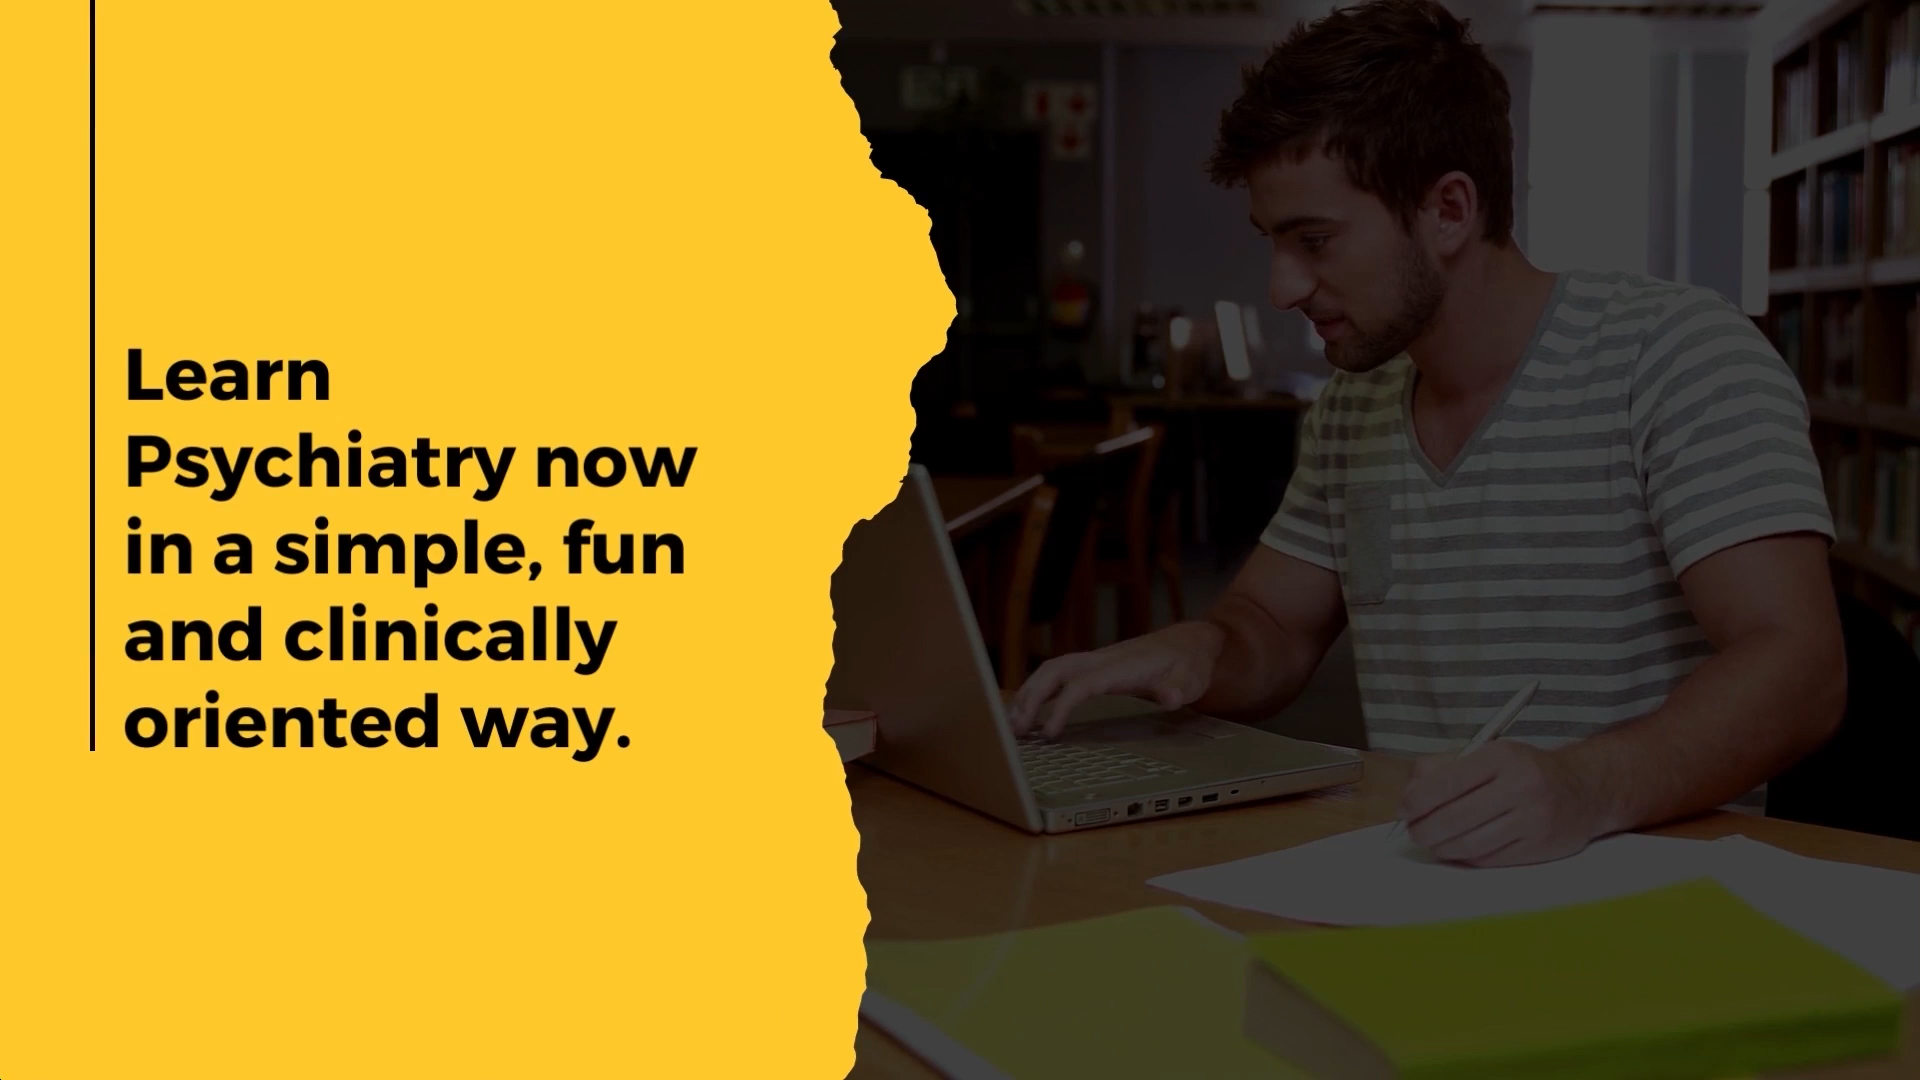 Learn
Psychiatry now
in a simple, fun
and clinically
oriented way.